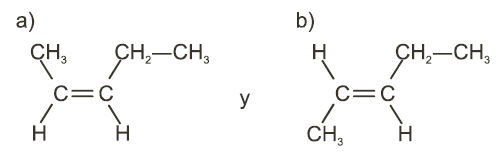 a) b)
CH₃ CH₂—CH₃ H CH₂—CH₃
C=C y C=C
H H CH₃ H